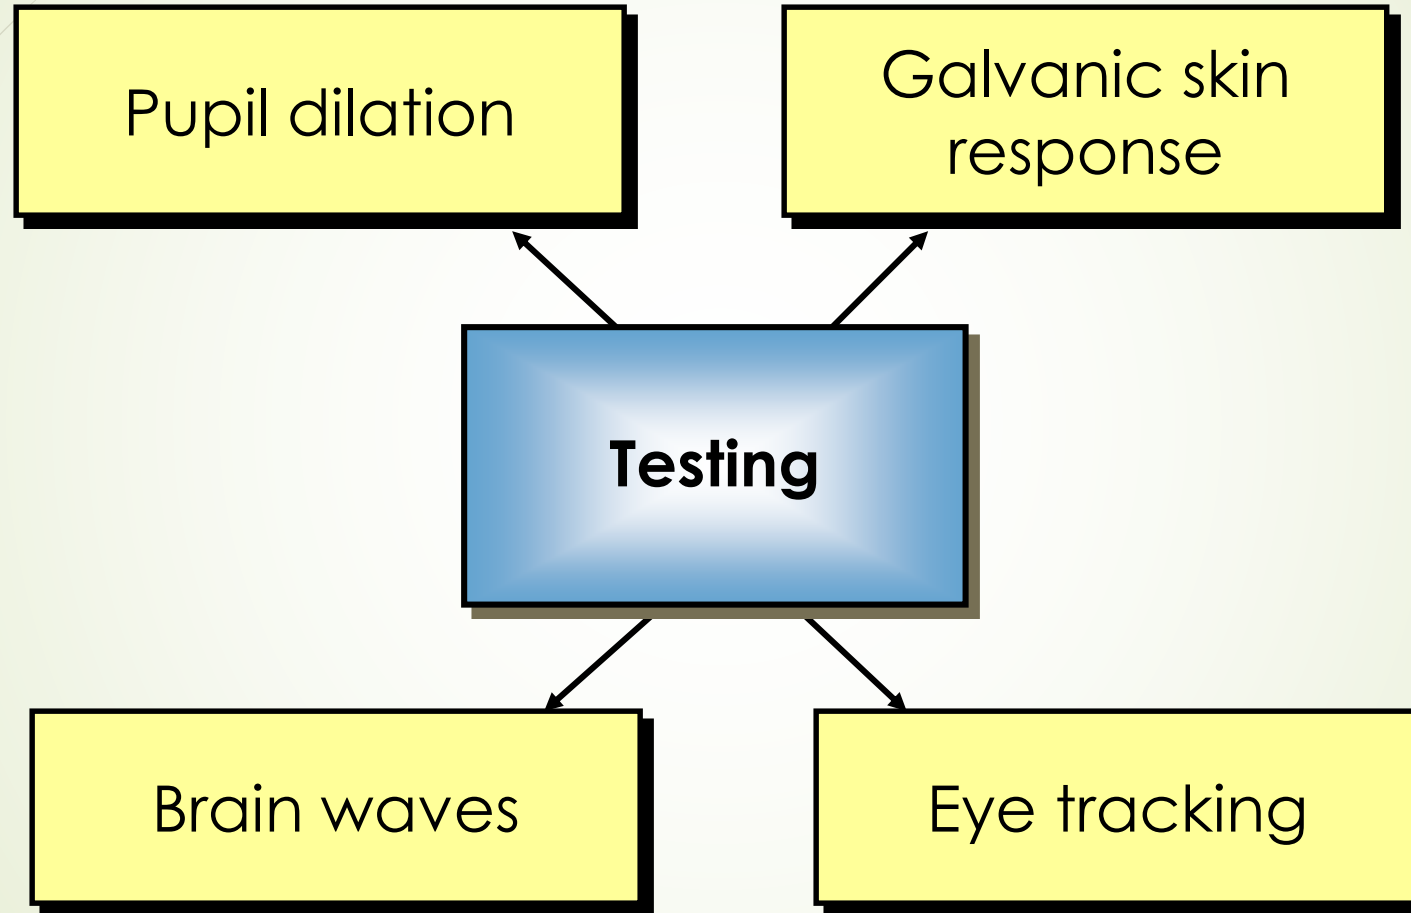 Pupil dilation
Galvanic skin
response
Testing
Brain waves
Eye tracking